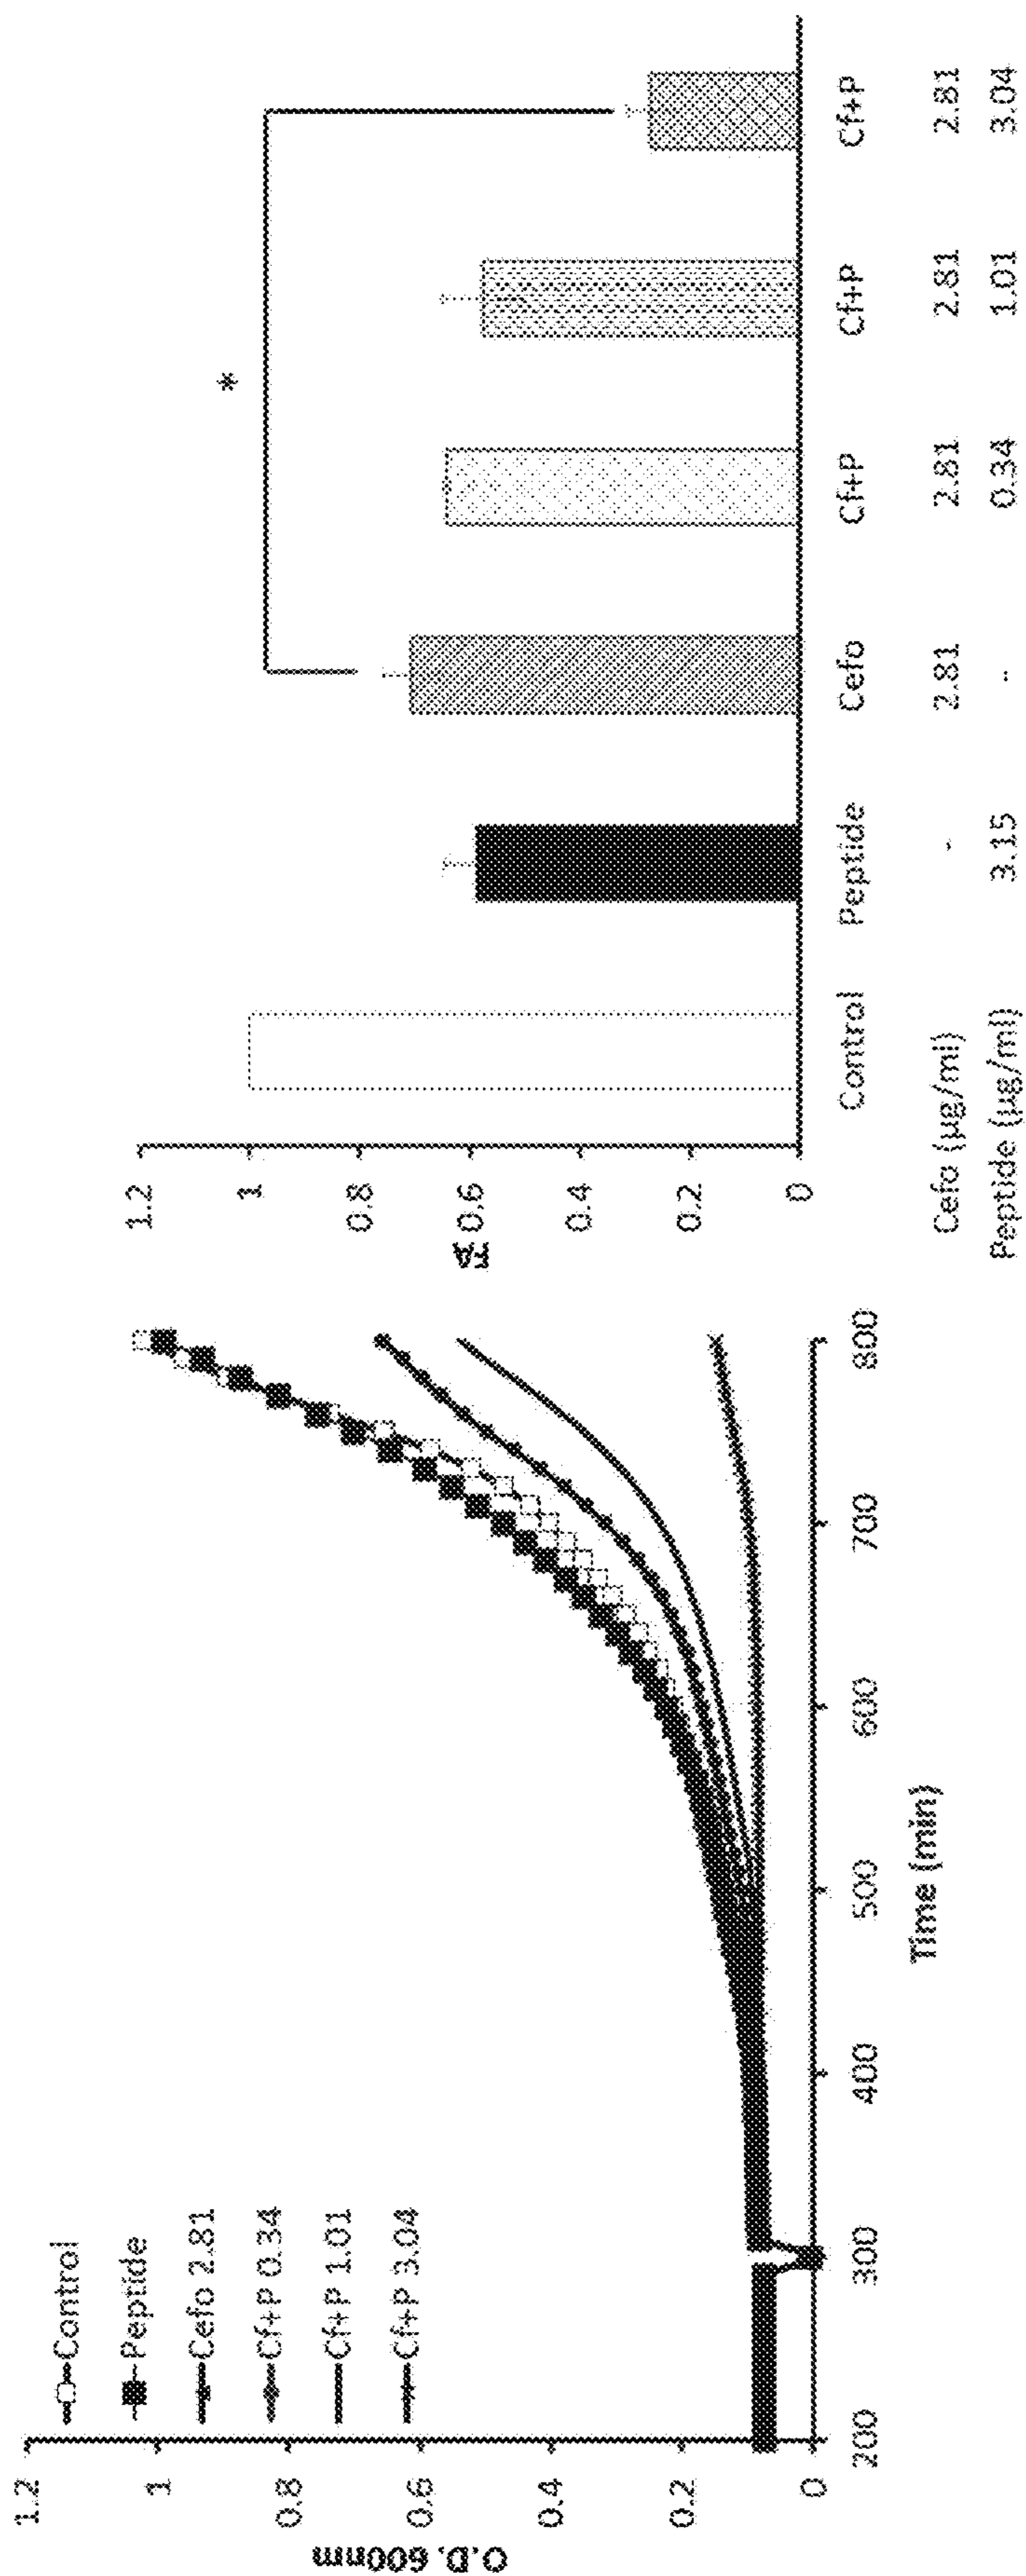 O.D. 600nm
1.2
1
0.8
0.6
0.4
0.2
0
Control
Peptide
Cefo 2.81
Cf+P 0.34
Cf+P 1.01
Cf+P 3.04
200 300 400 500 600 700 800
Time (min)
FA
1.2
1
0.8
0.6
0.4
0.2
0
*
Control Peptide Cefo Cf+P Cf+P Cf+P
Cefo (µg/ml) - 2.81 2.81 2.81 2.81
Peptide (µg/ml) 3.15 - 0.34 1.01 3.04